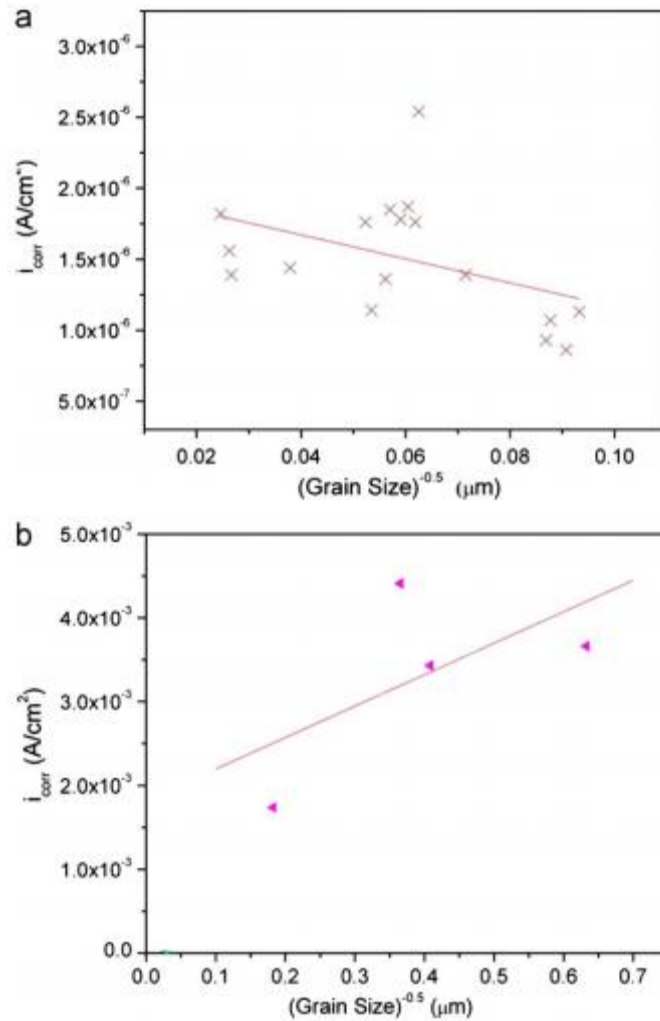 a
3.0x10⁻⁶
2.5x10⁻⁶
2.0x10⁻⁶
1.5x10⁻⁶
1.0x10⁻⁶
5.0x10⁻⁷
i_corr (A/cm²)
0.02 0.04 0.06 0.08 0.10
(Grain Size)⁻⁰·⁵ (μm)
b
5.0x10⁻³
4.0x10⁻³
3.0x10⁻³
2.0x10⁻³
1.0x10⁻³
0.0
i_corr (A/cm²)
0.0 0.1 0.2 0.3 0.4 0.5 0.6 0.7
(Grain Size)⁻⁰·⁵ (μm)